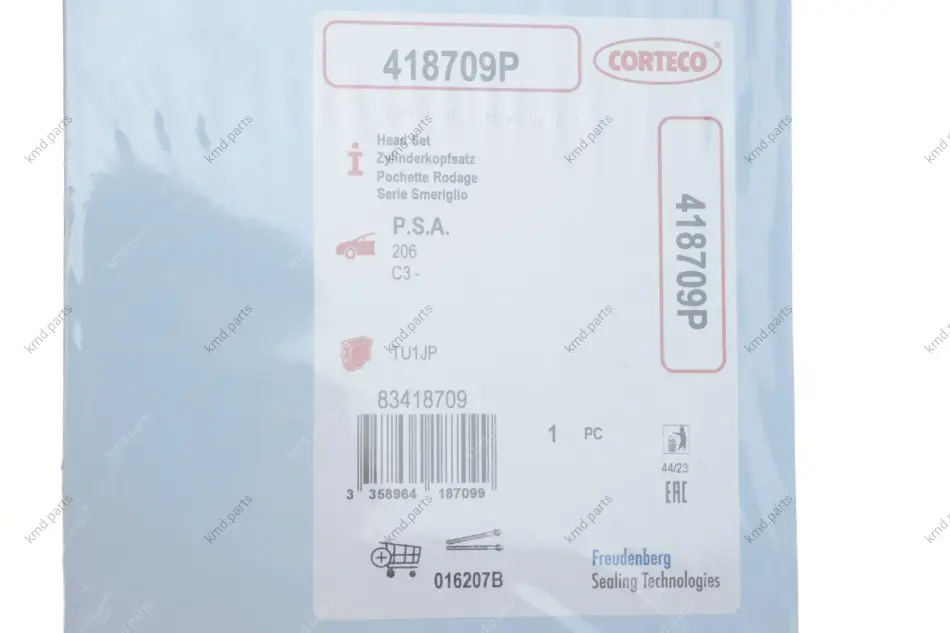 418709P
CORTECO
Head Set
Zylinderkopfsatz
Pochette Rodage
Serie Smeriglio
P.S.A.
206
C3 -
418709P
TU1JP
83418709
1 PC
3 358964 187099
44/23
EAC
016207B
Freudenberg
Sealing Technologies
kmd.parts